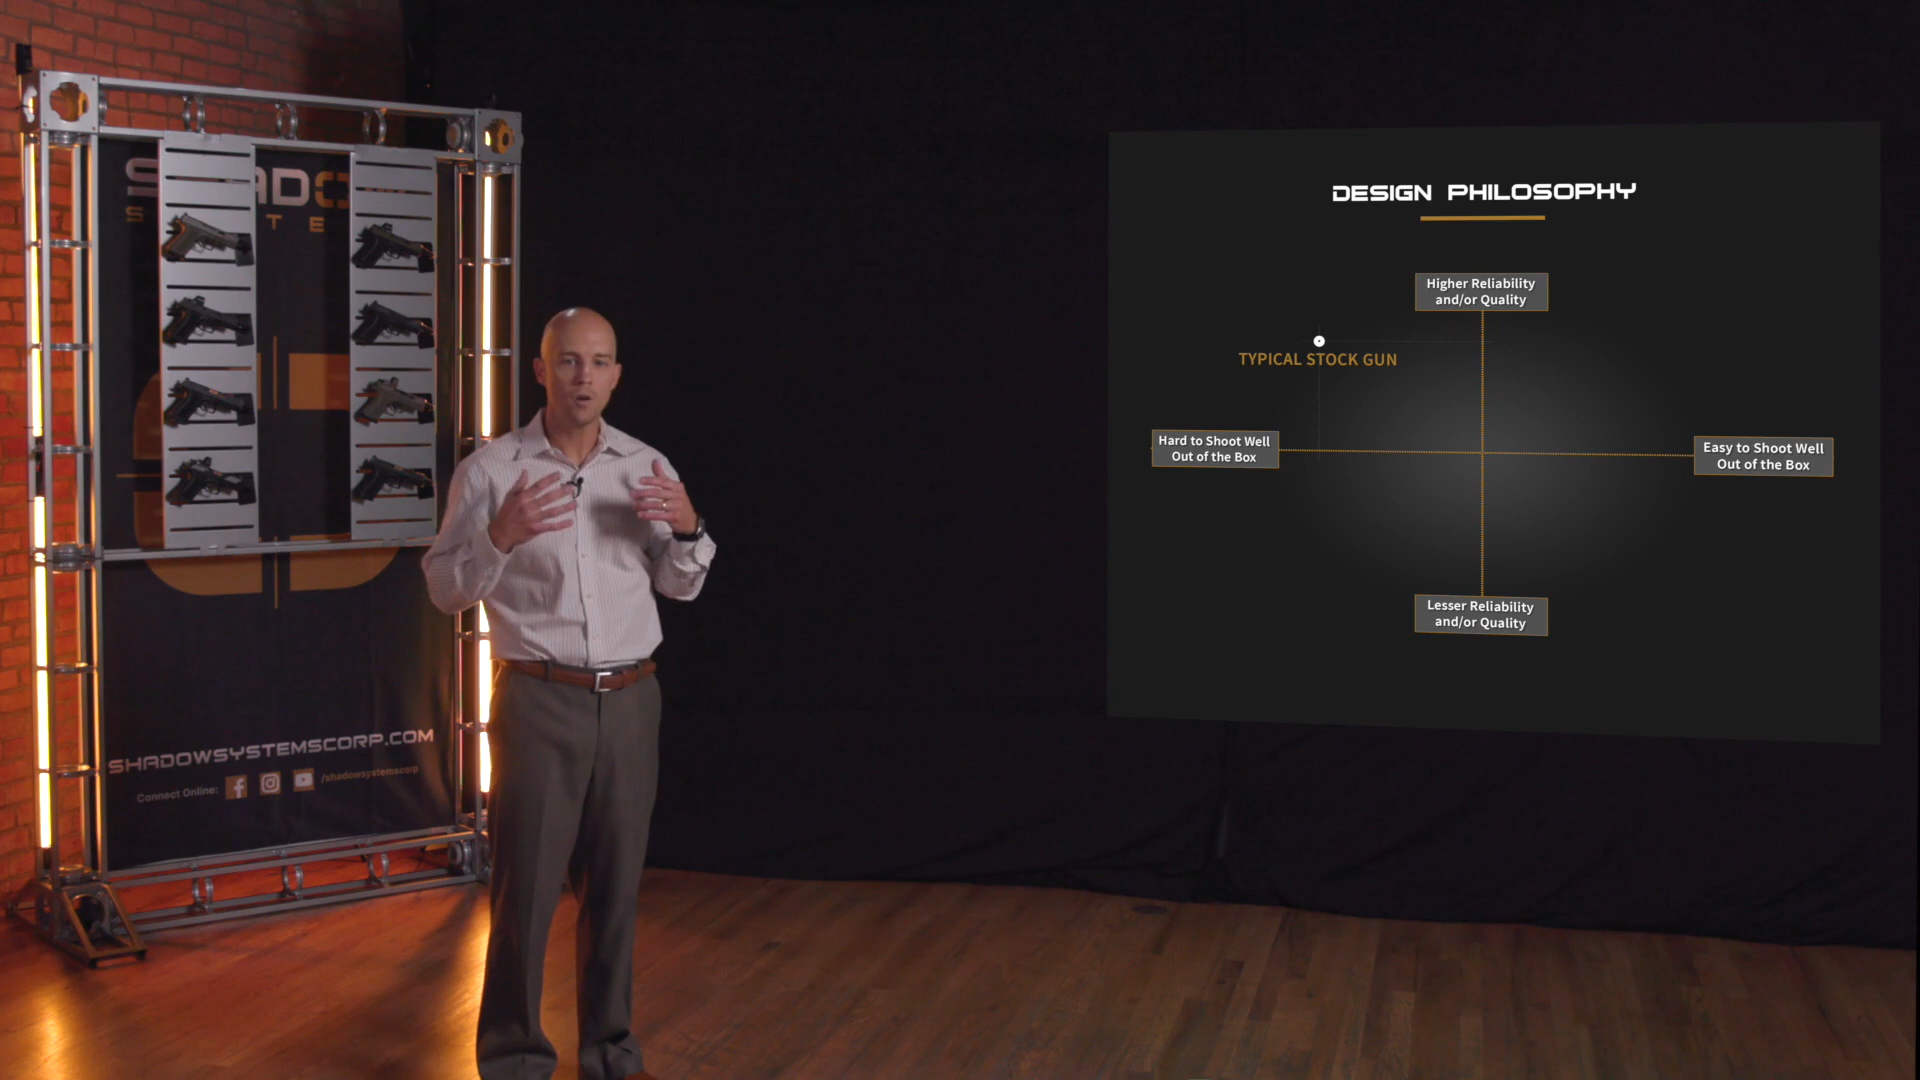 SHADOWSYSTEMSCORP.COM
Connect Online:
/shadowsystemscorp
DESIGN PHILOSOPHY
Higher Reliability
and/or Quality
TYPICAL STOCK GUN
Hard to Shoot Well
Out of the Box
Easy to Shoot Well
Out of the Box
Lesser Reliability
and/or Quality